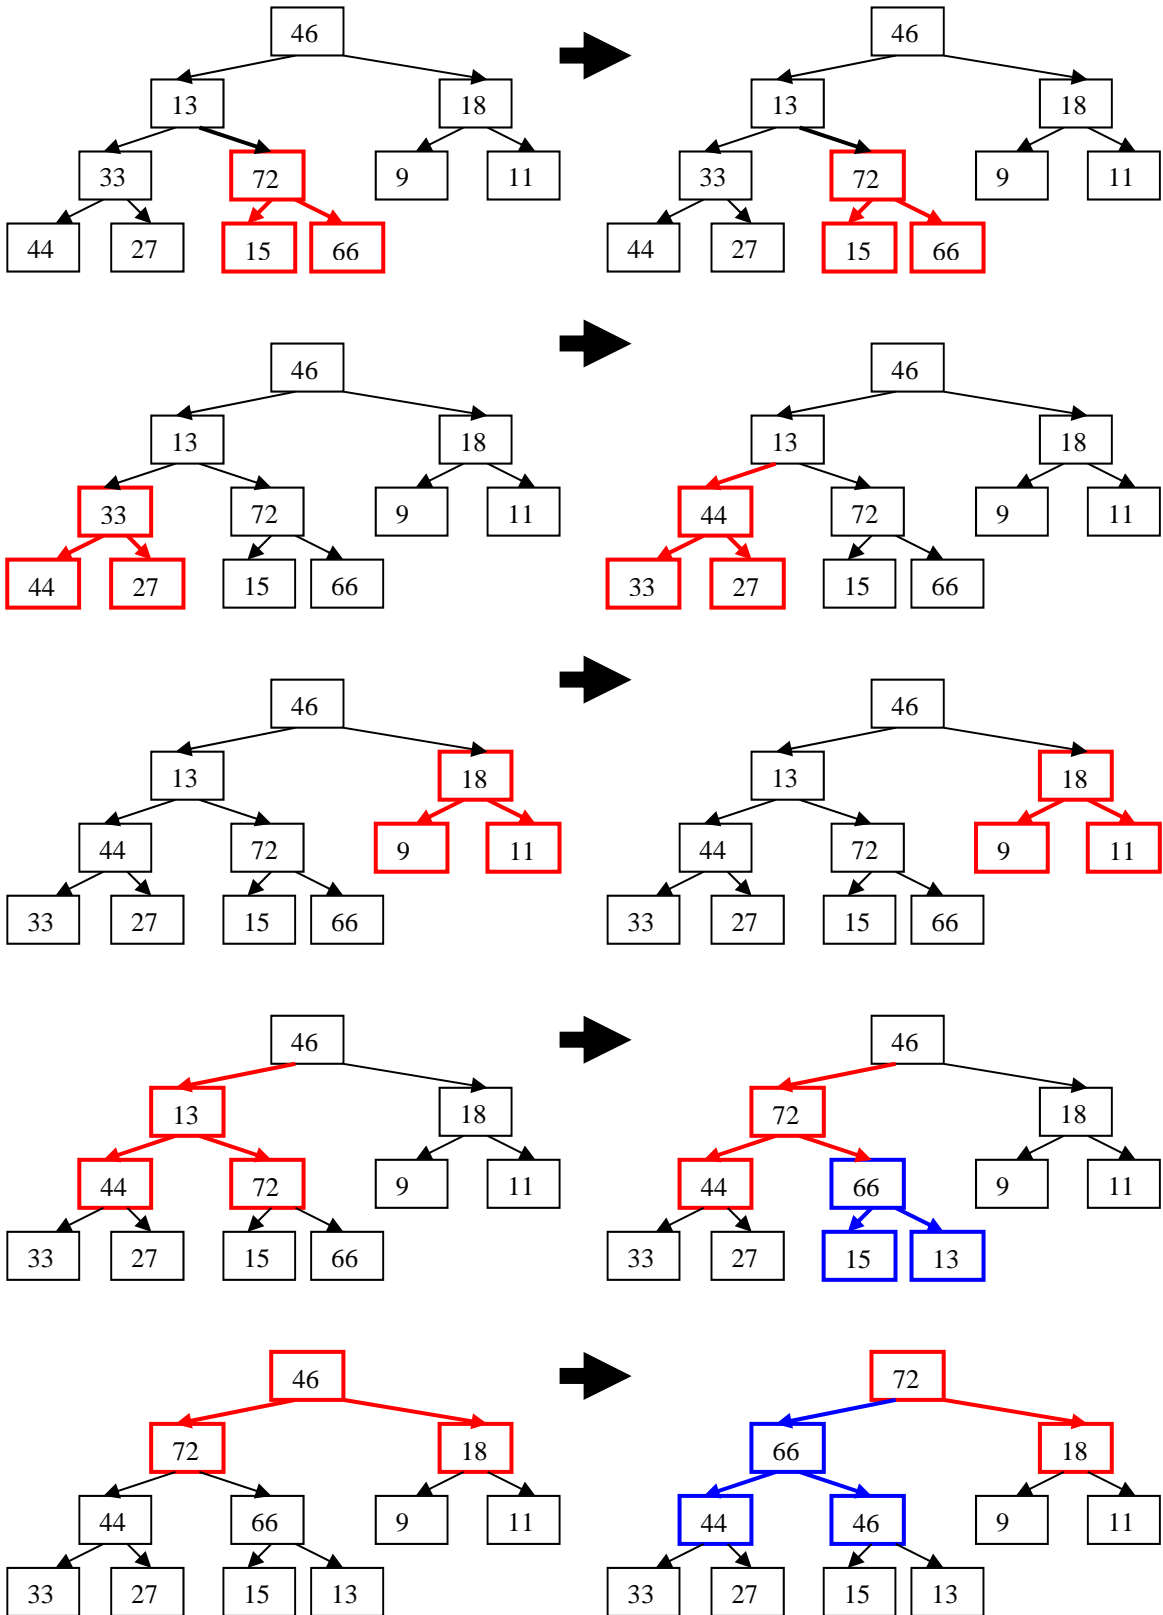 46 46
13 18 13 18
33 72 9 11 33 72 9 11
44 27 15 66 44 27 15 66
46 46
13 18 13 18
33 72 9 11 44 72 9 11
44 27 15 66 33 27 15 66
46 46
13 18 13 18
44 72 9 11 44 72 9 11
33 27 15 66 33 27 15 66
46 46
13 18 72 18
44 72 9 11 44 66 9 11
33 27 15 66 33 27 15 13
46 72
72 18 66 18
44 66 9 11 44 46 9 11
33 27 15 13 33 27 15 13